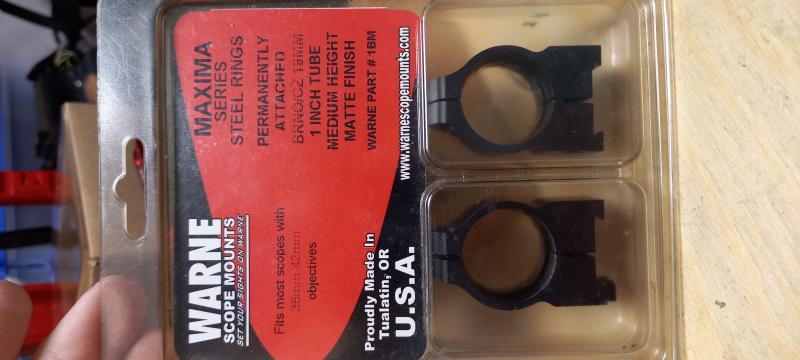 MAXIMA
SERIES
STEEL RINGS
PERMANENTLY
ATTACHED
BRNO/CZ 19MM
1 INCH TUBE
MEDIUM HEIGHT
MATTE FINISH
WARNE PART # 1BM
www.warnescopemounts.com
WARNE
SCOPE MOUNTS
SET YOUR SIGHTS ON WARNE
Fits most scopes with
36mm-42mm
objectives
Proudly Made In
Tualatin, OR
U.S.A.